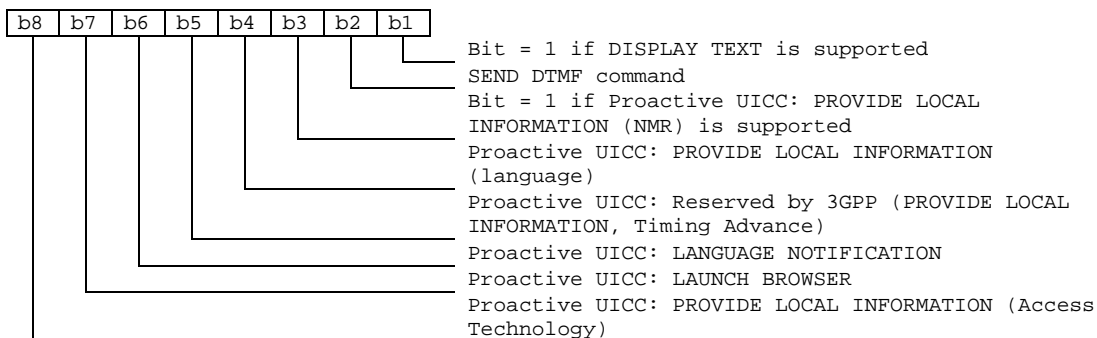 b8 b7 b6 b5 b4 b3 b2 b1
Bit = 1 if DISPLAY TEXT is supported
SEND DTMF command
Bit = 1 if Proactive UICC: PROVIDE LOCAL
INFORMATION (NMR) is supported
Proactive UICC: PROVIDE LOCAL INFORMATION
(language)
Proactive UICC: Reserved by 3GPP (PROVIDE LOCAL
INFORMATION, Timing Advance)
Proactive UICC: LANGUAGE NOTIFICATION
Proactive UICC: LAUNCH BROWSER
Proactive UICC: PROVIDE LOCAL INFORMATION (Access
Technology)